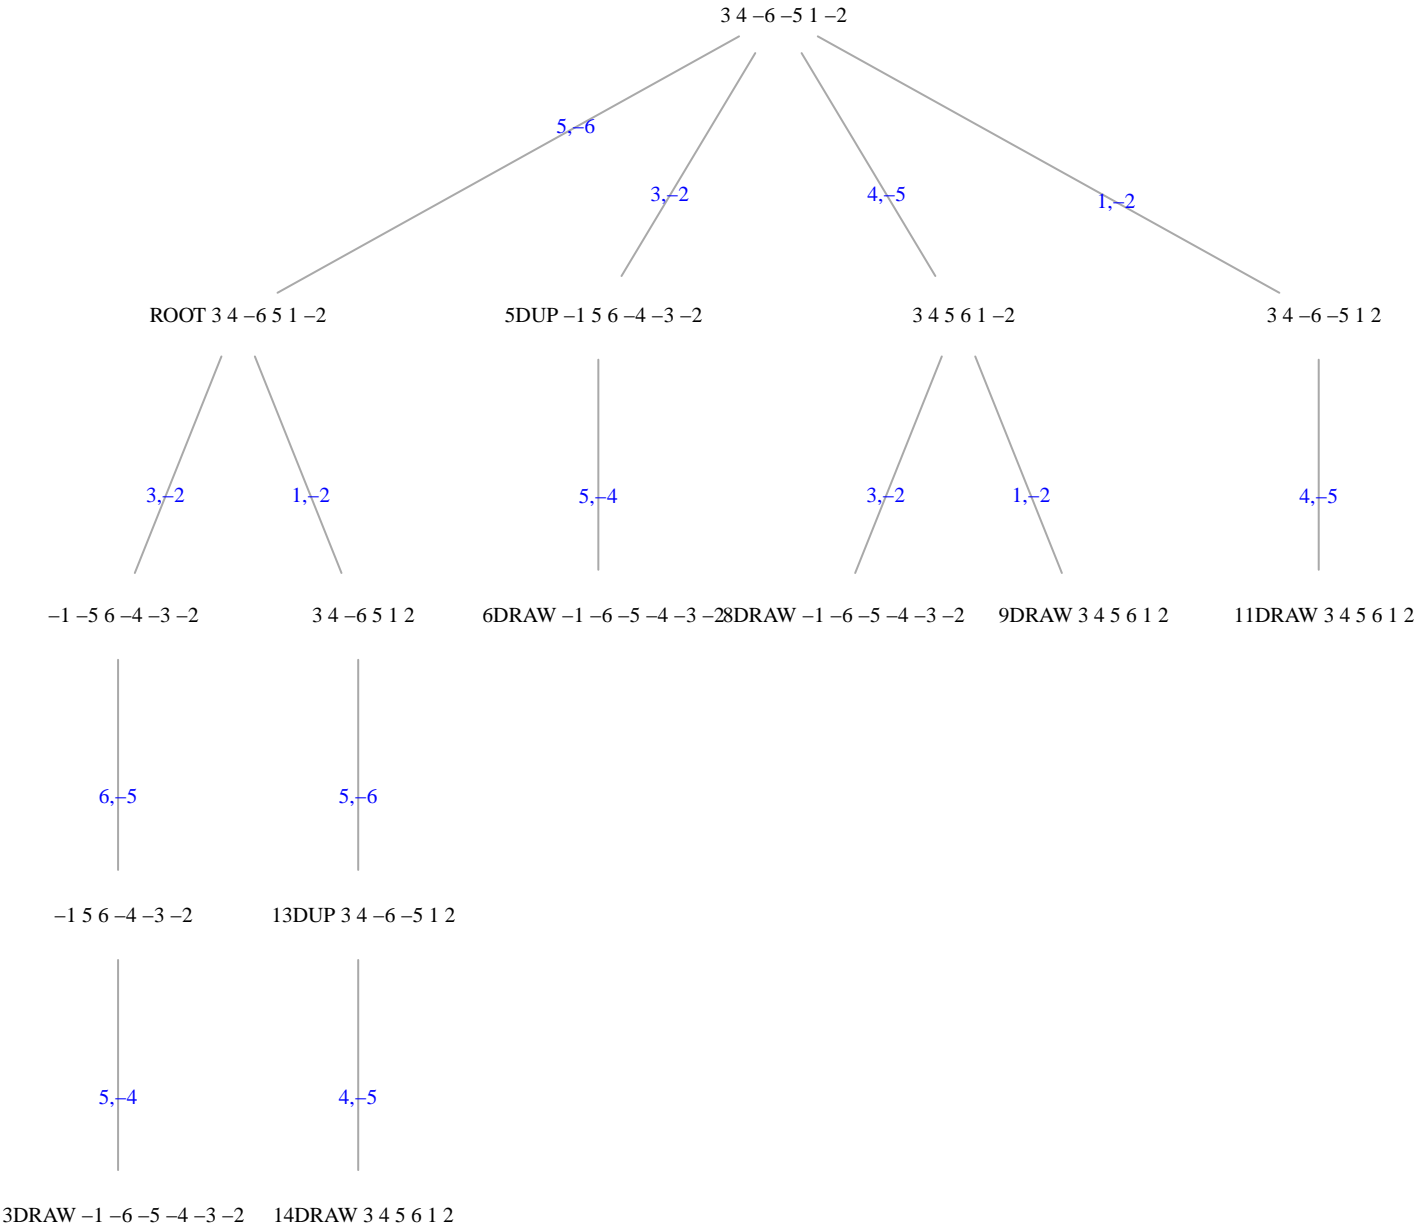 3 4 –6 –5 1 –2
5,–6
3,–2
4,–5
1,–2
ROOT 3 4 –6 5 1 –2
5DUP –1 5 6 –4 –3 –2
3 4 5 6 1 –2
3 4 –6 –5 1 2
3,–2
1,–2
5,–4
3,–2
1,–2
4,–5
–1 –5 6 –4 –3 –2
3 4 –6 5 1 2
6DRAW –1 –6 –5 –4 –3 –2
8DRAW –1 –6 –5 –4 –3 –2
9DRAW 3 4 5 6 1 2
11DRAW 3 4 5 6 1 2
6,–5
5,–6
–1 5 6 –4 –3 –2
13DUP 3 4 –6 –5 1 2
5,–4
4,–5
3DRAW –1 –6 –5 –4 –3 –2
14DRAW 3 4 5 6 1 2